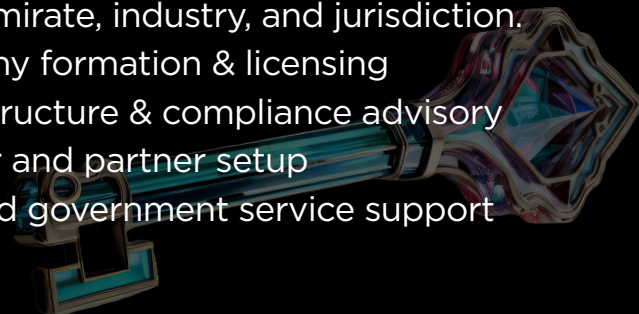 mirate, industry, and jurisdiction.
ny formation & licensing
ructure & compliance advisory
and partner setup
d government service support